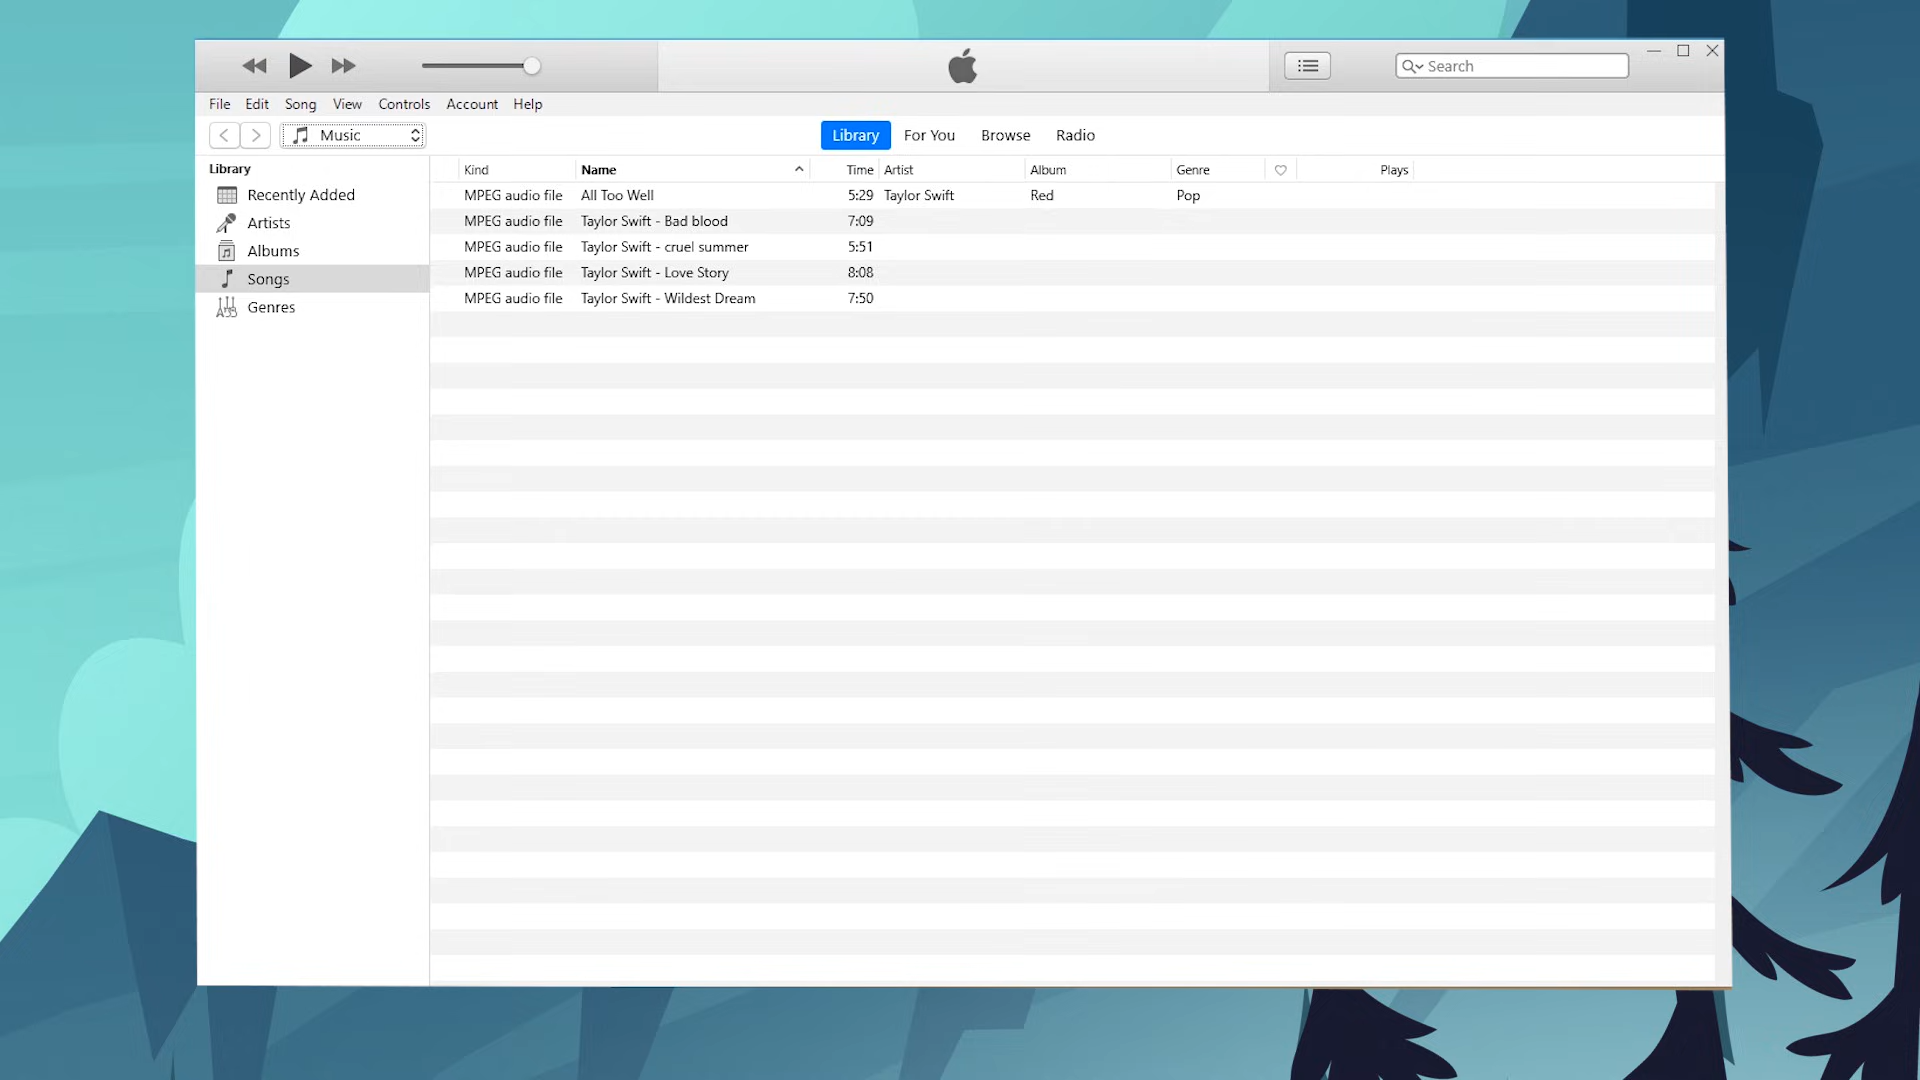 Search
File Edit Song View Controls Account Help
Music Library For You Browse Radio
Library
Recently Added
Artists
Albums
Songs
Genres
Kind Name Time Artist Album Genre Plays
MPEG audio file All Too Well 5:29 Taylor Swift Red Pop
MPEG audio file Taylor Swift - Bad blood 7:09
MPEG audio file Taylor Swift - cruel summer 5:51
MPEG audio file Taylor Swift - Love Story 8:08
MPEG audio file Taylor Swift - Wildest Dream 7:50